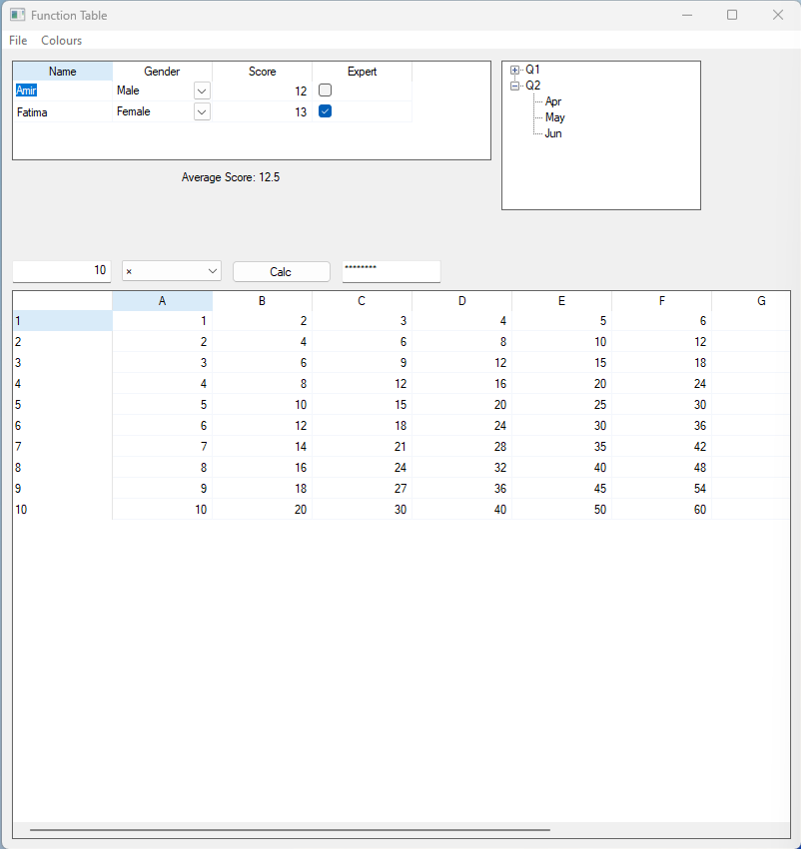 Function Table
File Colours
Name Gender Score Expert
Amir Male 12
Fatima Female 13
Average Score: 12.5
Q1
Q2
Apr
May
Jun
10 × Calc ********
A B C D E F G
1 1 2 3 4 5 6
2 2 4 6 8 10 12
3 3 6 9 12 15 18
4 4 8 12 16 20 24
5 5 10 15 20 25 30
6 6 12 18 24 30 36
7 7 14 21 28 35 42
8 8 16 24 32 40 48
9 9 18 27 36 45 54
10 10 20 30 40 50 60